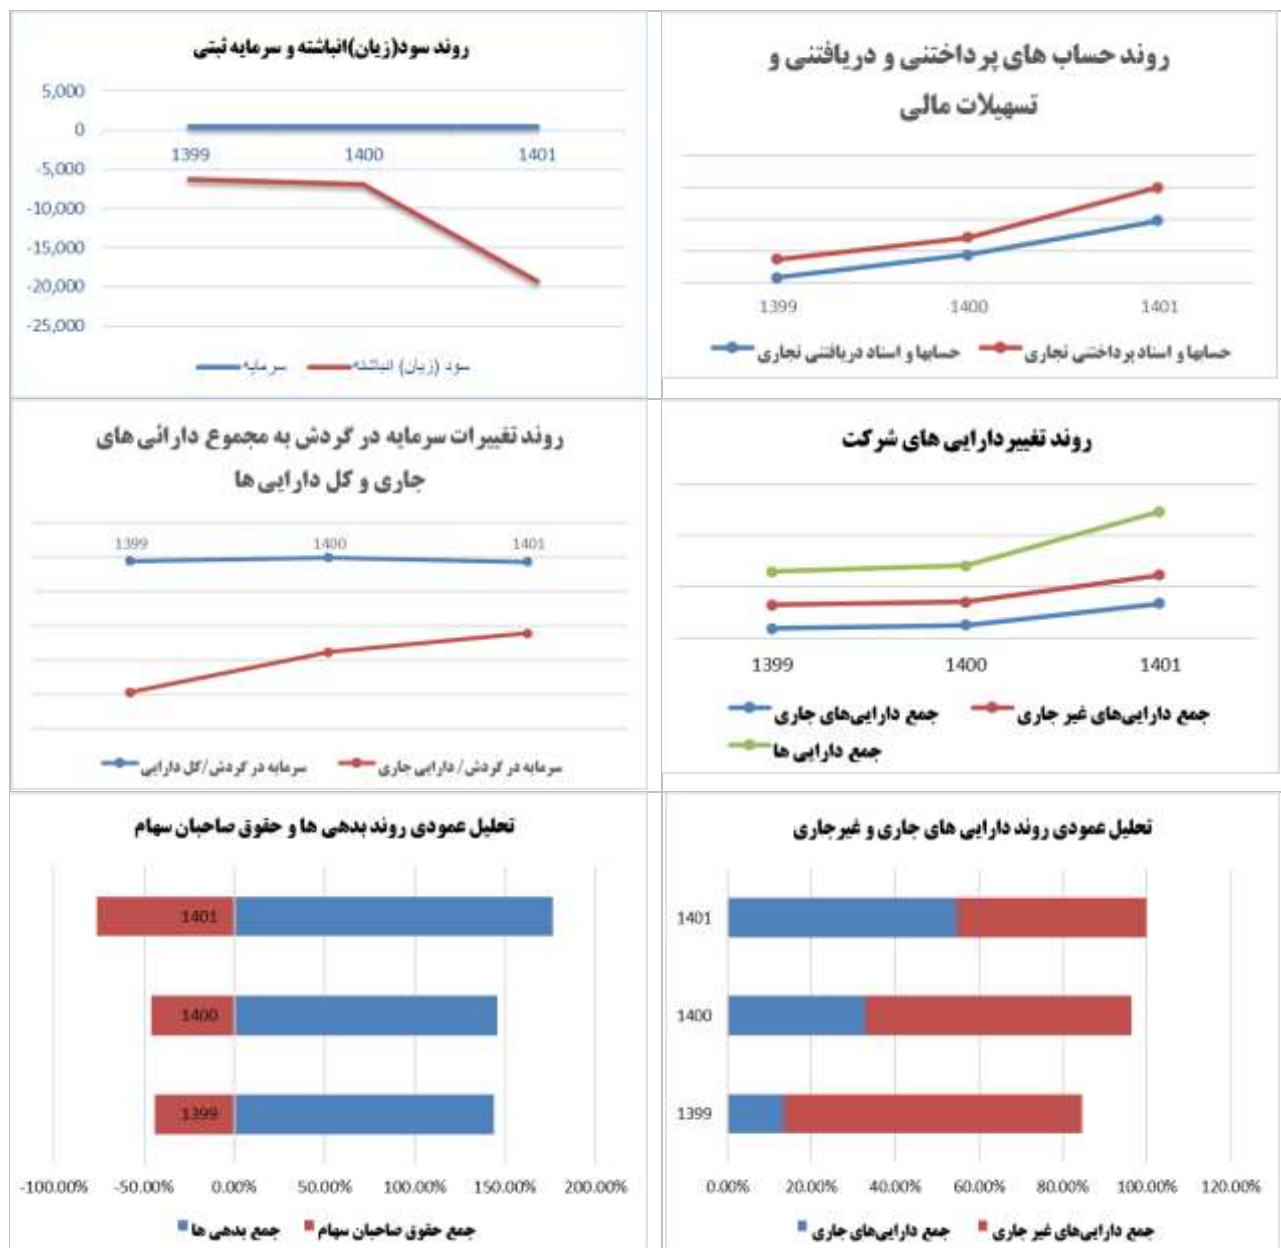 روند حساب های پرداختنی و دریافتنی و
تسهیلات مالی
1399 1400 1401
حسابها و اسناد دریافتنی تجاری حسابها و اسناد پرداختنی تجاری
روند سود(زیان)انباشته و سرمایه ثبتی
5,000
0
1399 1400 1401
-5,000
-10,000
-15,000
-20,000
-25,000
سرمایه سود (زیان) انباشته
روند تغییردارایی های شرکت
1399 1400 1401
جمع دارایی‌های جاری جمع دارایی‌های غیر جاری
جمع دارایی ها
روند تغییرات سرمایه در گردش به مجموع دارائی های
جاری و کل دارایی ها
1399 1400 1401
سرمایه در گردش/کل دارایی سرمایه در گردش/ دارایی جاری
تحلیل عمودی روند دارایی های جاری و غیرجاری
1401
1400
1399
0.00% 20.00% 40.00% 60.00% 80.00% 100.00% 120.00%
جمع دارایی‌های جاری جمع دارایی‌های غیر جاری
تحلیل عمودی روند بدهی ها و حقوق صاحبان سهام
1401
1400
1399
-100.00% -50.00% 0.00% 50.00% 100.00% 150.00% 200.00%
جمع بدهی ها جمع حقوق صاحبان سهام